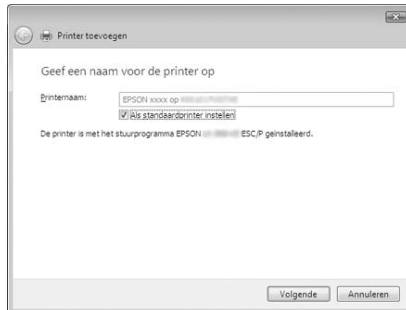 Printer toevoegen
Geef een naam voor de printer op
Printernaam: EPSON xxxx op
Als standaardprinter instellen
De printer is met het stuurprogramma EPSON ESC/P geïnstalleerd.
Volgende Annuleren